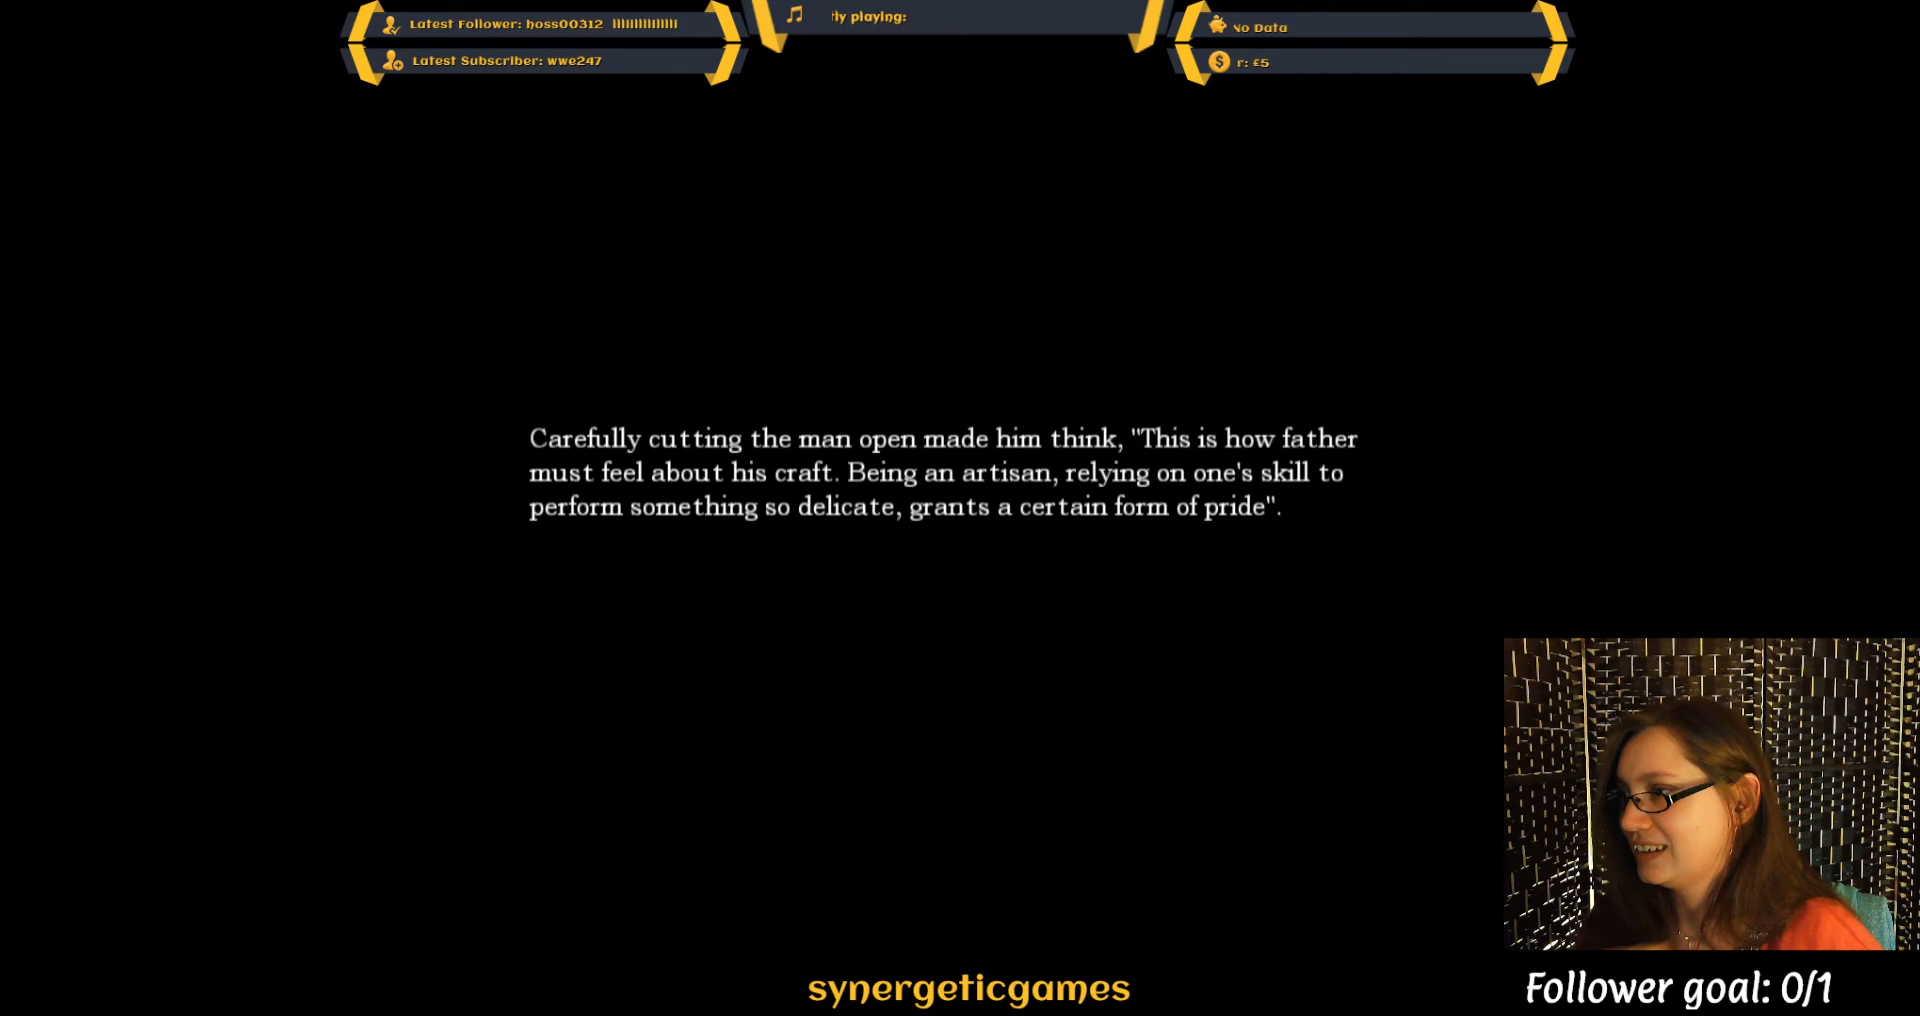 Latest Follower: hoss00312
Latest Subscriber: wwe247
ly playing:
No Data
$
r: £5
Carefully cutting the man open made him think, "This is how father
must feel about his craft. Being an artisan, relying on one's skill to
perform something so delicate, grants a certain form of pride".
synergeticgames
Follower goal: 0/1